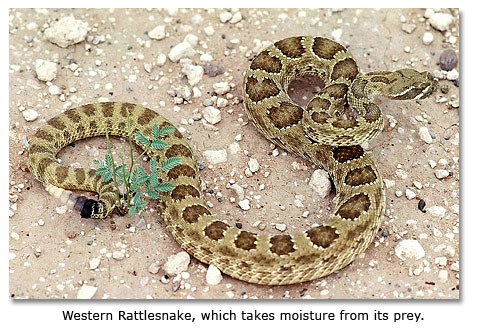 Western Rattlesnake, which takes moisture from its prey.